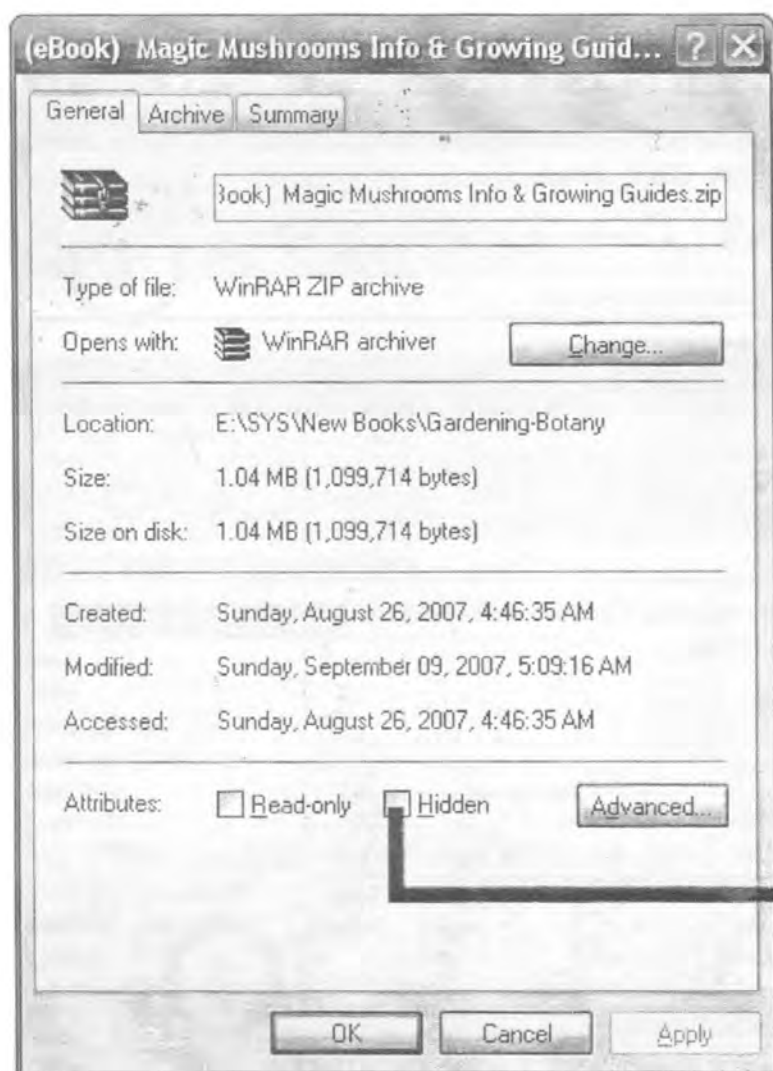 (eBook) Magic Mushrooms Info & Growing Guid... ? X
General Archive Summary
Book) Magic Mushrooms Info & Growing Guides.zip
Type of file: WinRAR ZIP archive
Opens with: WinRAR archiver Change...
Location: E:\SYS\New Books\Gardening-Botany
Size: 1.04 MB (1,099,714 bytes)
Size on disk: 1.04 MB (1,099,714 bytes)
Created: Sunday, August 26, 2007, 4:46:35 AM
Modified: Sunday, September 09, 2007, 5:09:16 AM
Accessed: Sunday, August 26, 2007, 4:46:35 AM
Attributes: Read-only Hidden Advanced...
OK Cancel Apply